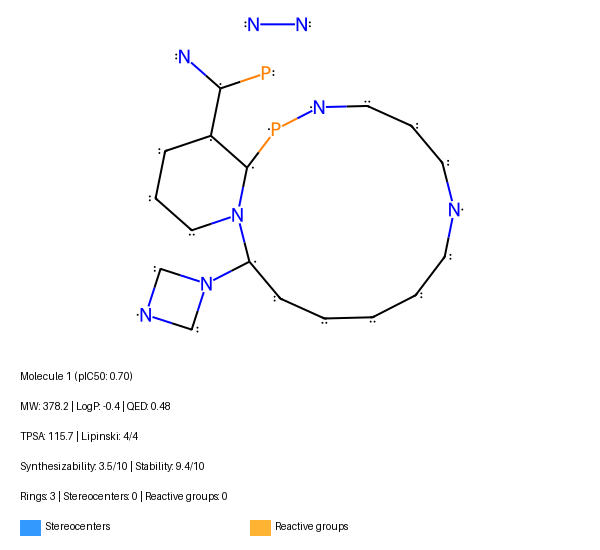 :N N:
:N
P:
P :N
N·
N
N
·N
Molecule 1 (pIC50: 0.70)
MW: 378.2 | LogP: -0.4 | QED: 0.48
TPSA: 115.7 | Lipinski: 4/4
Synthesizability: 3.5/10 | Stability: 9.4/10
Rings: 3 | Stereocenters: 0 | Reactive groups: 0
Stereocenters Reactive groups